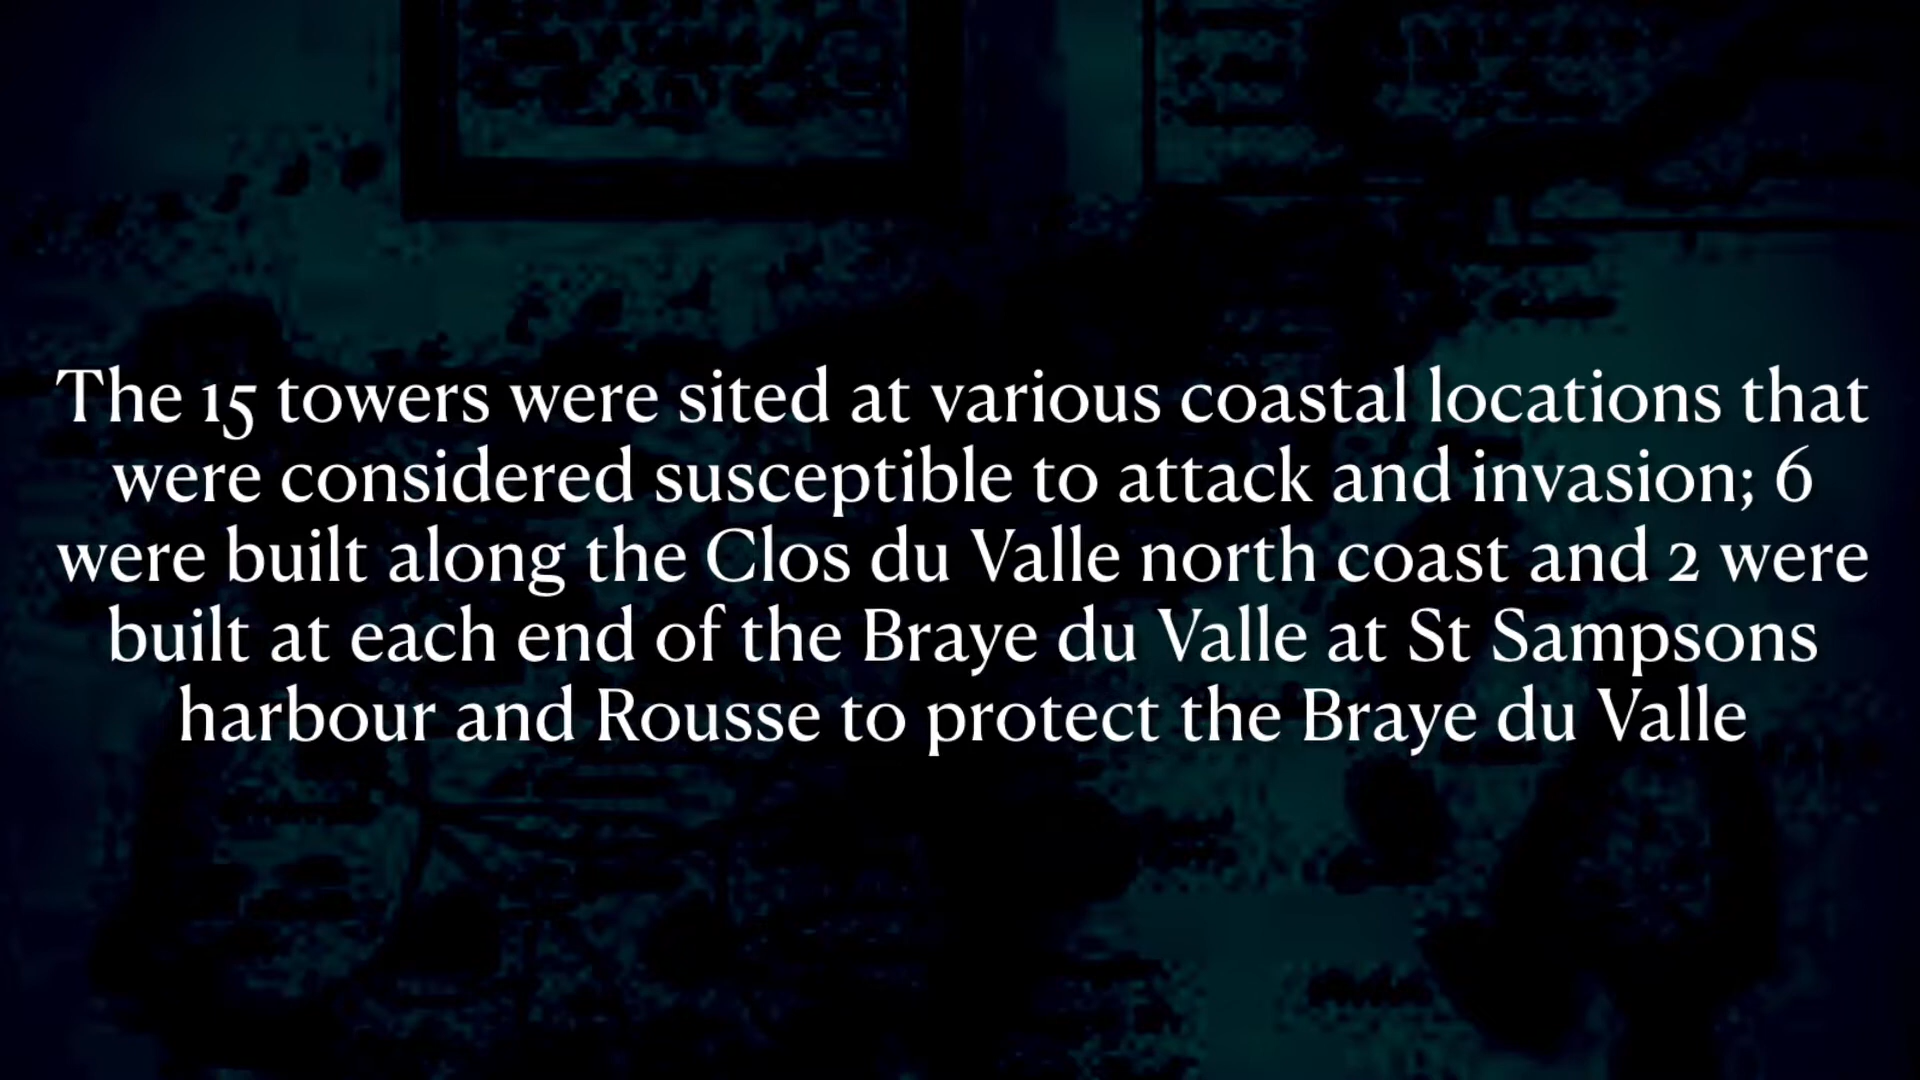 The 15 towers were sited at various coastal locations that
were considered susceptible to attack and invasion; 6
were built along the Clos du Valle north coast and 2 were
built at each end of the Braye du Valle at St Sampsons
harbour and Rousse to protect the Braye du Valle